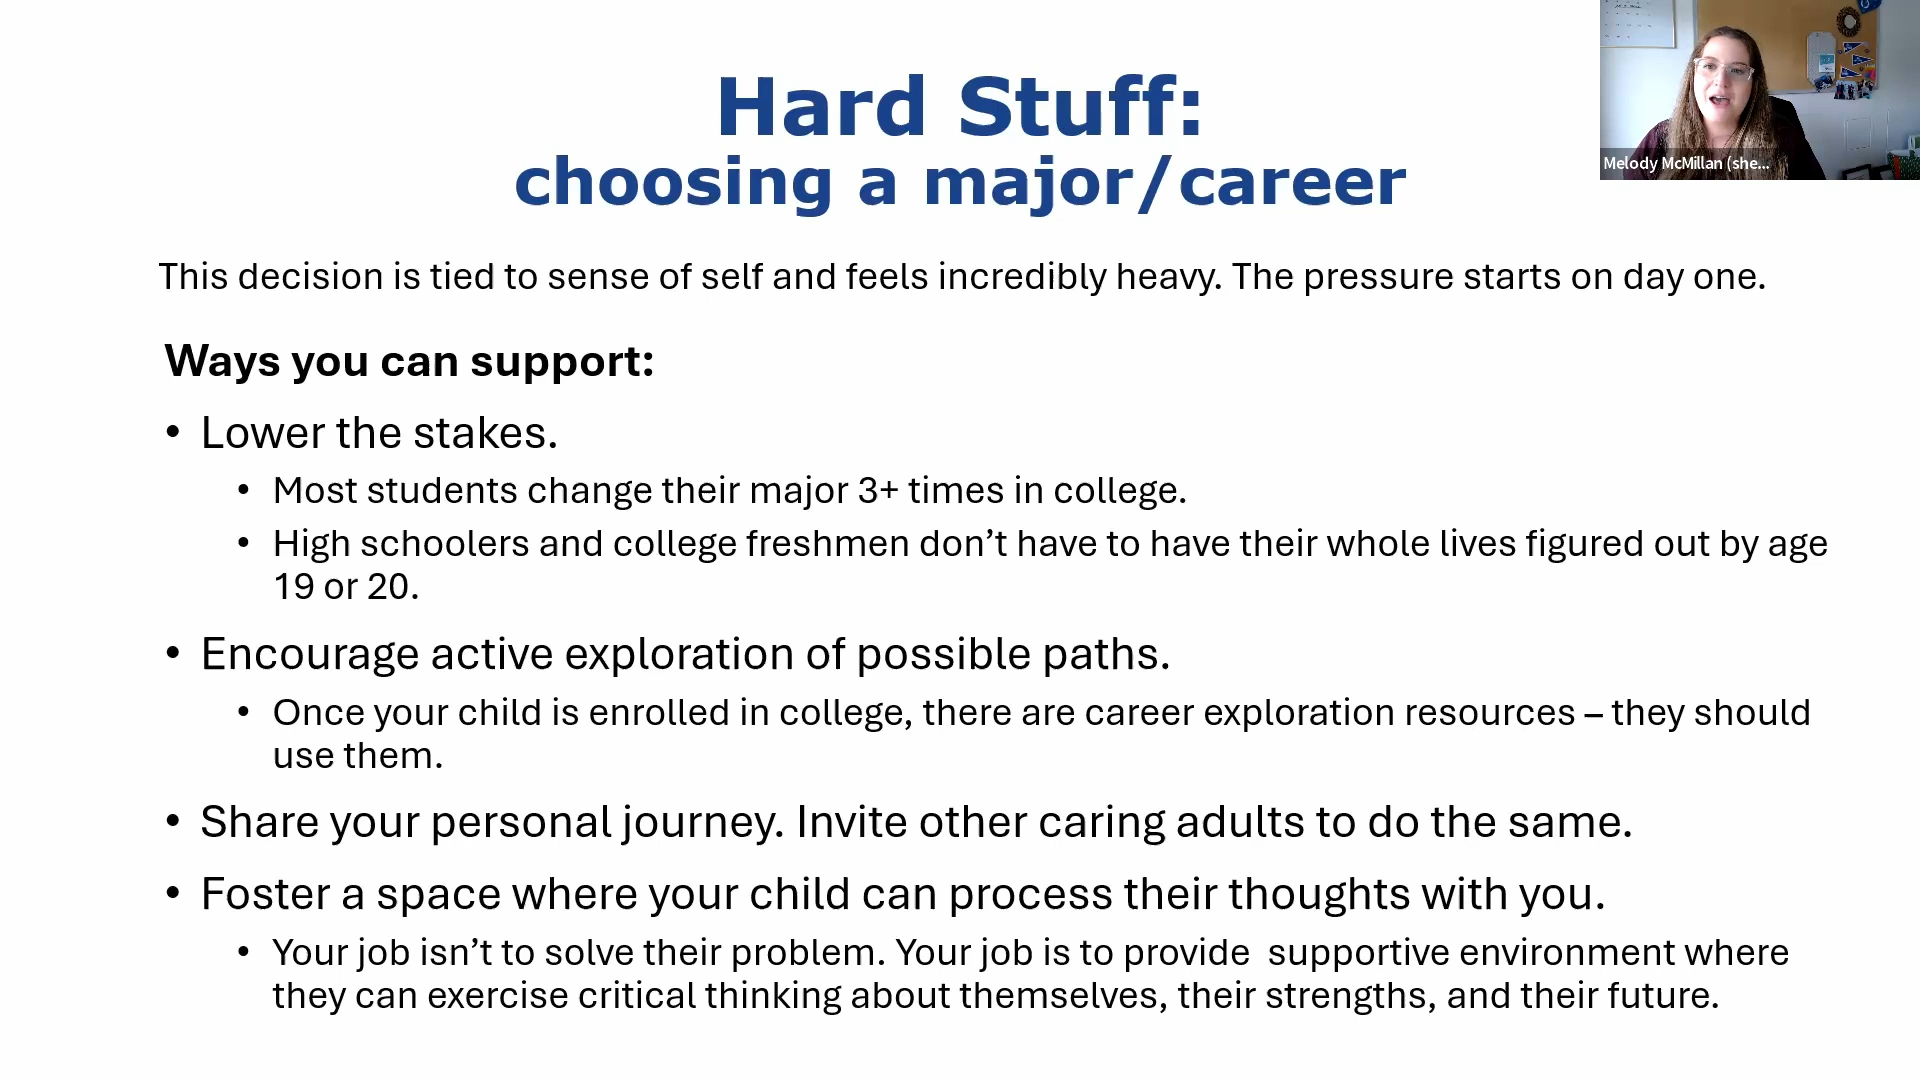 Hard Stuff:
choosing a major/career
Melody McMillan (she...
This decision is tied to sense of self and feels incredibly heavy. The pressure starts on day one.
Ways you can support:
• Lower the stakes.
• Most students change their major 3+ times in college.
• High schoolers and college freshmen don’t have to have their whole lives figured out by age
19 or 20.
• Encourage active exploration of possible paths.
• Once your child is enrolled in college, there are career exploration resources – they should
use them.
• Share your personal journey. Invite other caring adults to do the same.
• Foster a space where your child can process their thoughts with you.
• Your job isn’t to solve their problem. Your job is to provide  supportive environment where
they can exercise critical thinking about themselves, their strengths, and their future.